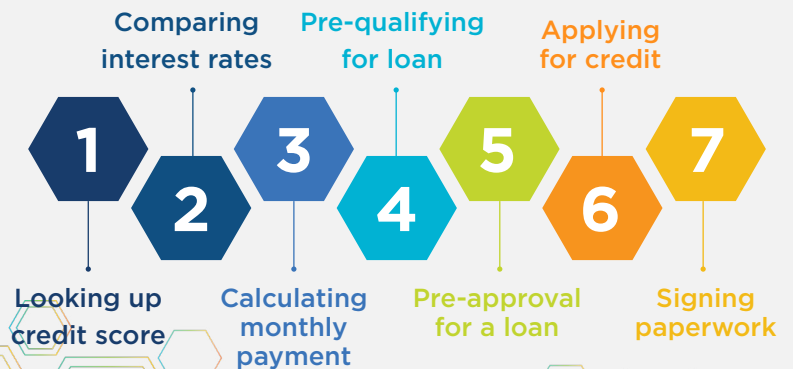 Comparing
interest rates
Pre-qualifying
for loan
Applying
for credit
1
2
3
4
5
6
7
Looking up
credit score
Calculating
monthly
payment
Pre-approval
for a loan
Signing
paperwork